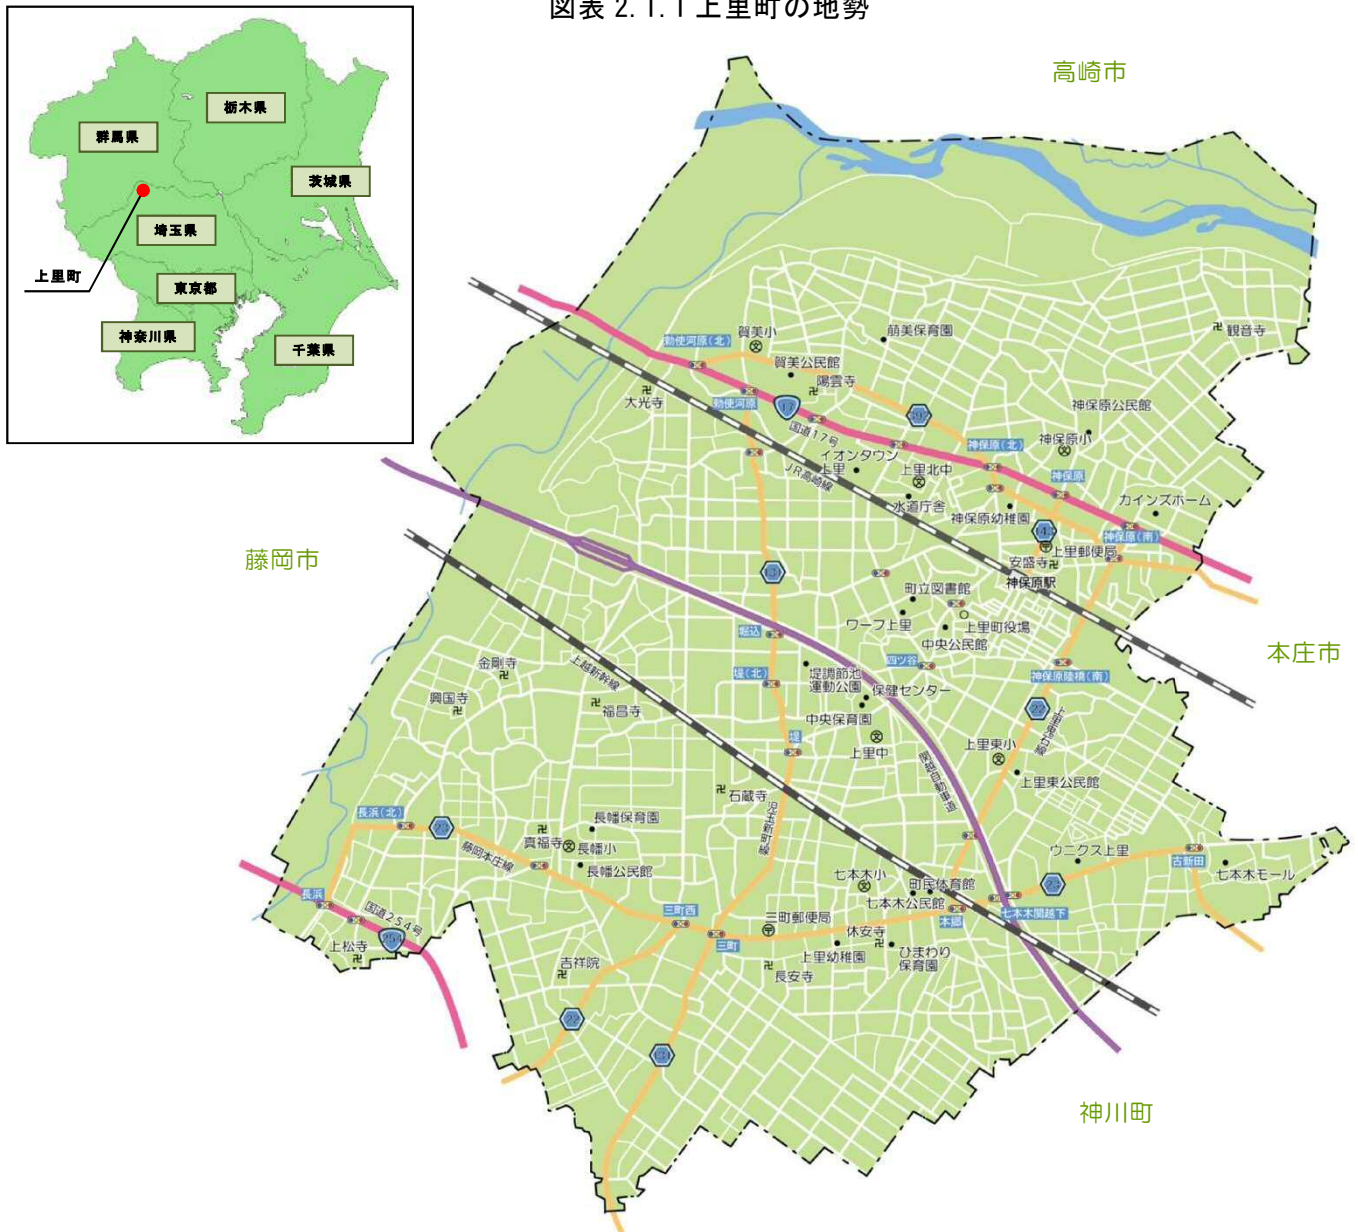 図表 2.1.1 上里町の地勢
群馬県
栃木県
茨城県
埼玉県
上里町
東京都
神奈川県
千葉県
高崎市
藤岡市
本庄市
神川町
勅使河原(北)
賀美小
萌美保育園
観音寺
賀美公民館
陽雲寺
大光寺
勅使河原
17
国道17号
392
神保原公民館
神保原(北)
神保原小
イオンタウン
上里
上里北中
JR高崎線
神保原
水道庁舎
神保原幼稚園
カインズホーム
神保原(南)
上里郵便局
安盛寺
神保原駅
131
町立図書館
ワープ上里
上里町役場
中央公民館
堀込
四ツ谷
堤(北)
堤調節池
運動公園
保健センター
神保原陸橋(南)
中央保育園
22
上里中
上里東小
上里東公民館
関越自動車道
金剛寺
興国寺
上越新幹線
福昌寺
堤
石蔵寺
児玉新町線
長浜(北)
23
藤岡本庄線
真福寺
長幡保育園
長幡小
長幡公民館
ウニクス上里
古新田
七本木モール
七本木小
町民体育館
七本木公民館
23
七本木関越下
本郷
長浜
国道254号
254
上松寺
三町西
三町
三町郵便局
休安寺
上里幼稚園
ひまわり
保育園
長安寺
吉祥院
22
131